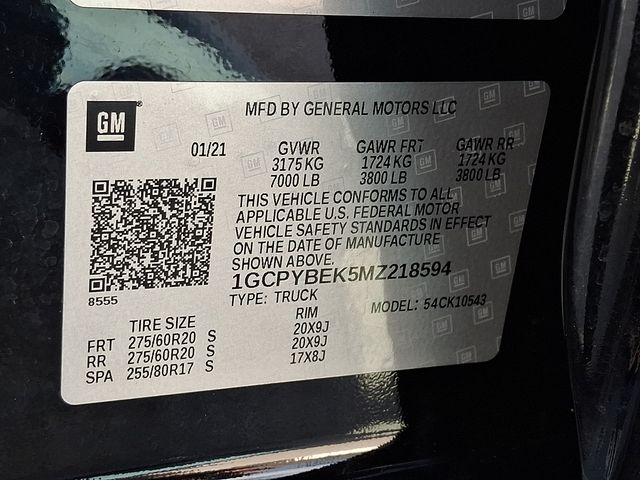 MFD BY GENERAL MOTORS LLC
GM
01/21 GVWR GAWR FRT GAWR RR
3175 KG 1724 KG 1724 KG
7000 LB 3800 LB 3800 LB
THIS VEHICLE CONFORMS TO ALL
APPLICABLE U.S. FEDERAL MOTOR
VEHICLE SAFETY STANDARDS IN EFFECT
ON THE DATE OF MANUFACTURE
SHOWN ABOVE.
1GCPYBEK5MZ218594
8555
TYPE: TRUCK MODEL: 54CK10543
TIRE SIZE RIM
FRT 275/60R20 S 20X9J
RR 275/60R20 S 20X9J
SPA 255/80R17 S 17X8J